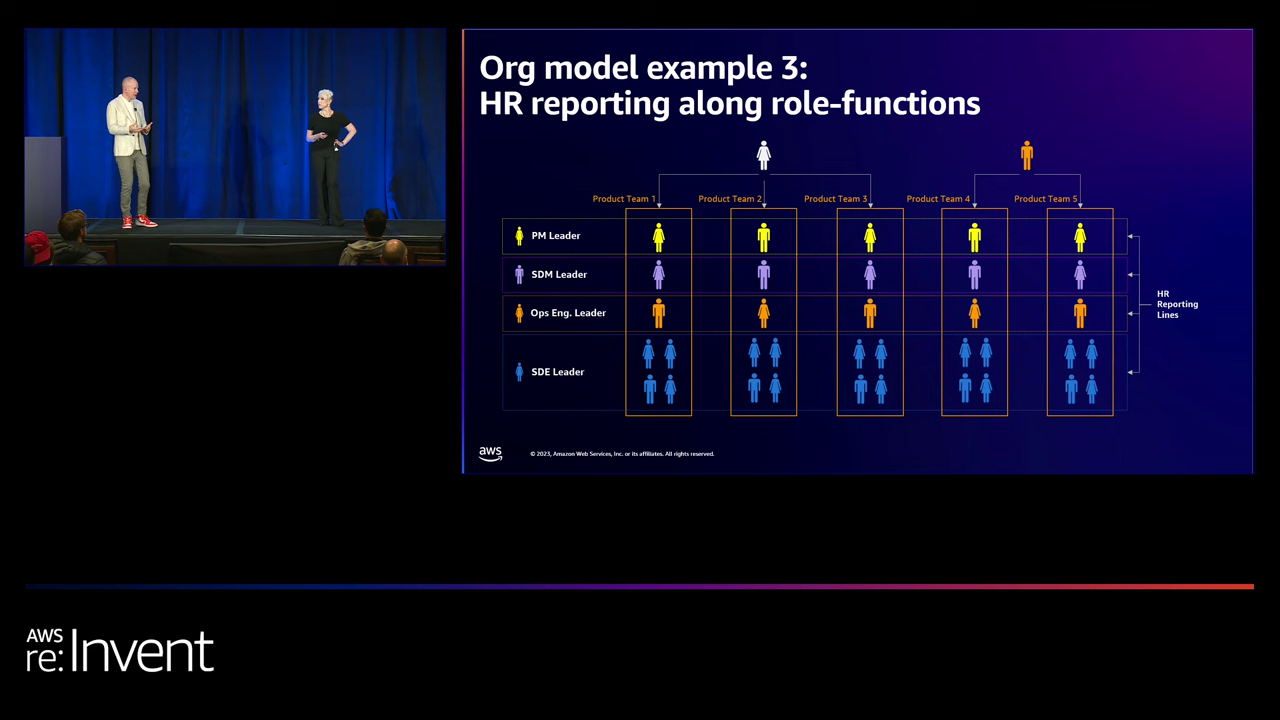 Org model example 3:
HR reporting along role-functions
Product Team 1
Product Team 2
Product Team 3
Product Team 4
Product Team 5
PM Leader
SDM Leader
Ops Eng. Leader
SDE Leader
HR
Reporting
Lines
aws
© 2023, Amazon Web Services, Inc. or its affiliates. All rights reserved.
AWS
re:Invent